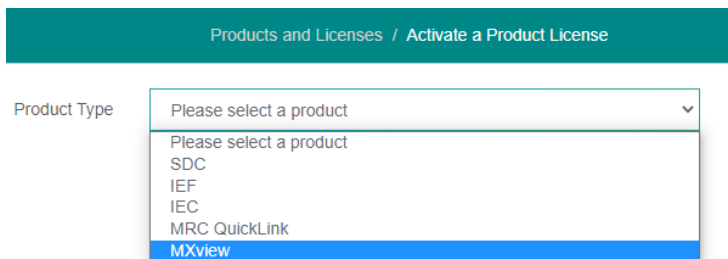 Products and Licenses / Activate a Product License
Product Type
Please select a product
Please select a product
SDC
IEF
IEC
MRC QuickLink
MXview